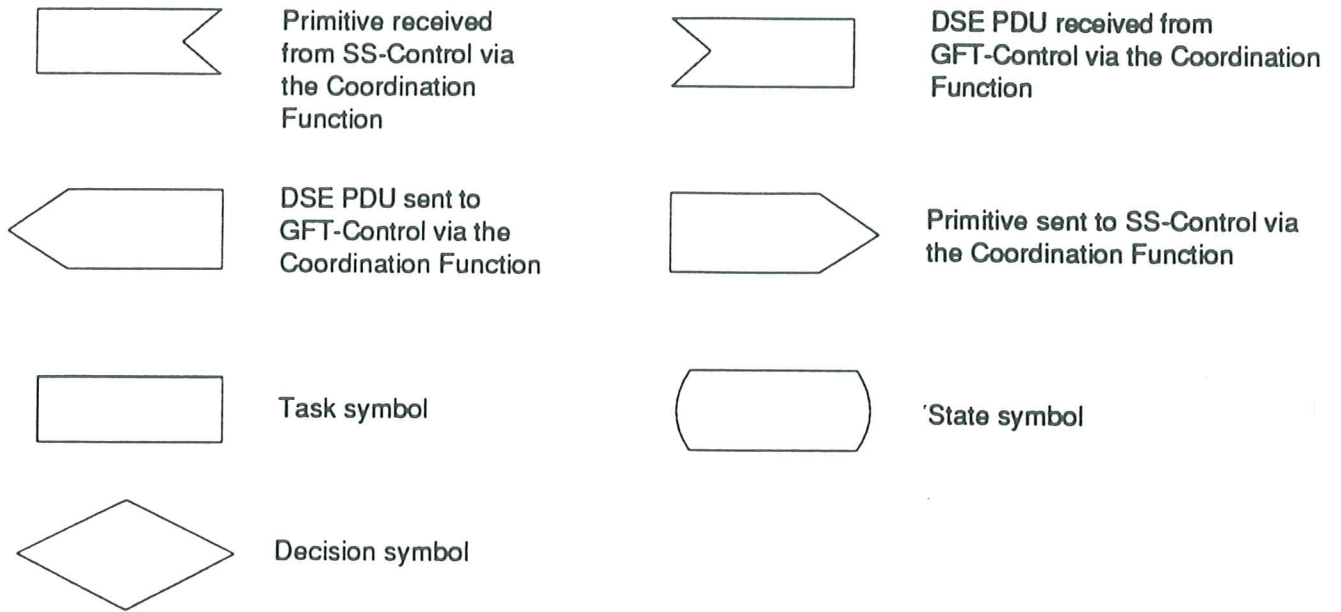 Primitive received
from SS-Control via
the Coordination
Function
DSE PDU received from
GFT-Control via the Coordination
Function
DSE PDU sent to
GFT-Control via the
Coordination Function
Primitive sent to SS-Control via
the Coordination Function
Task symbol
State symbol
Decision symbol